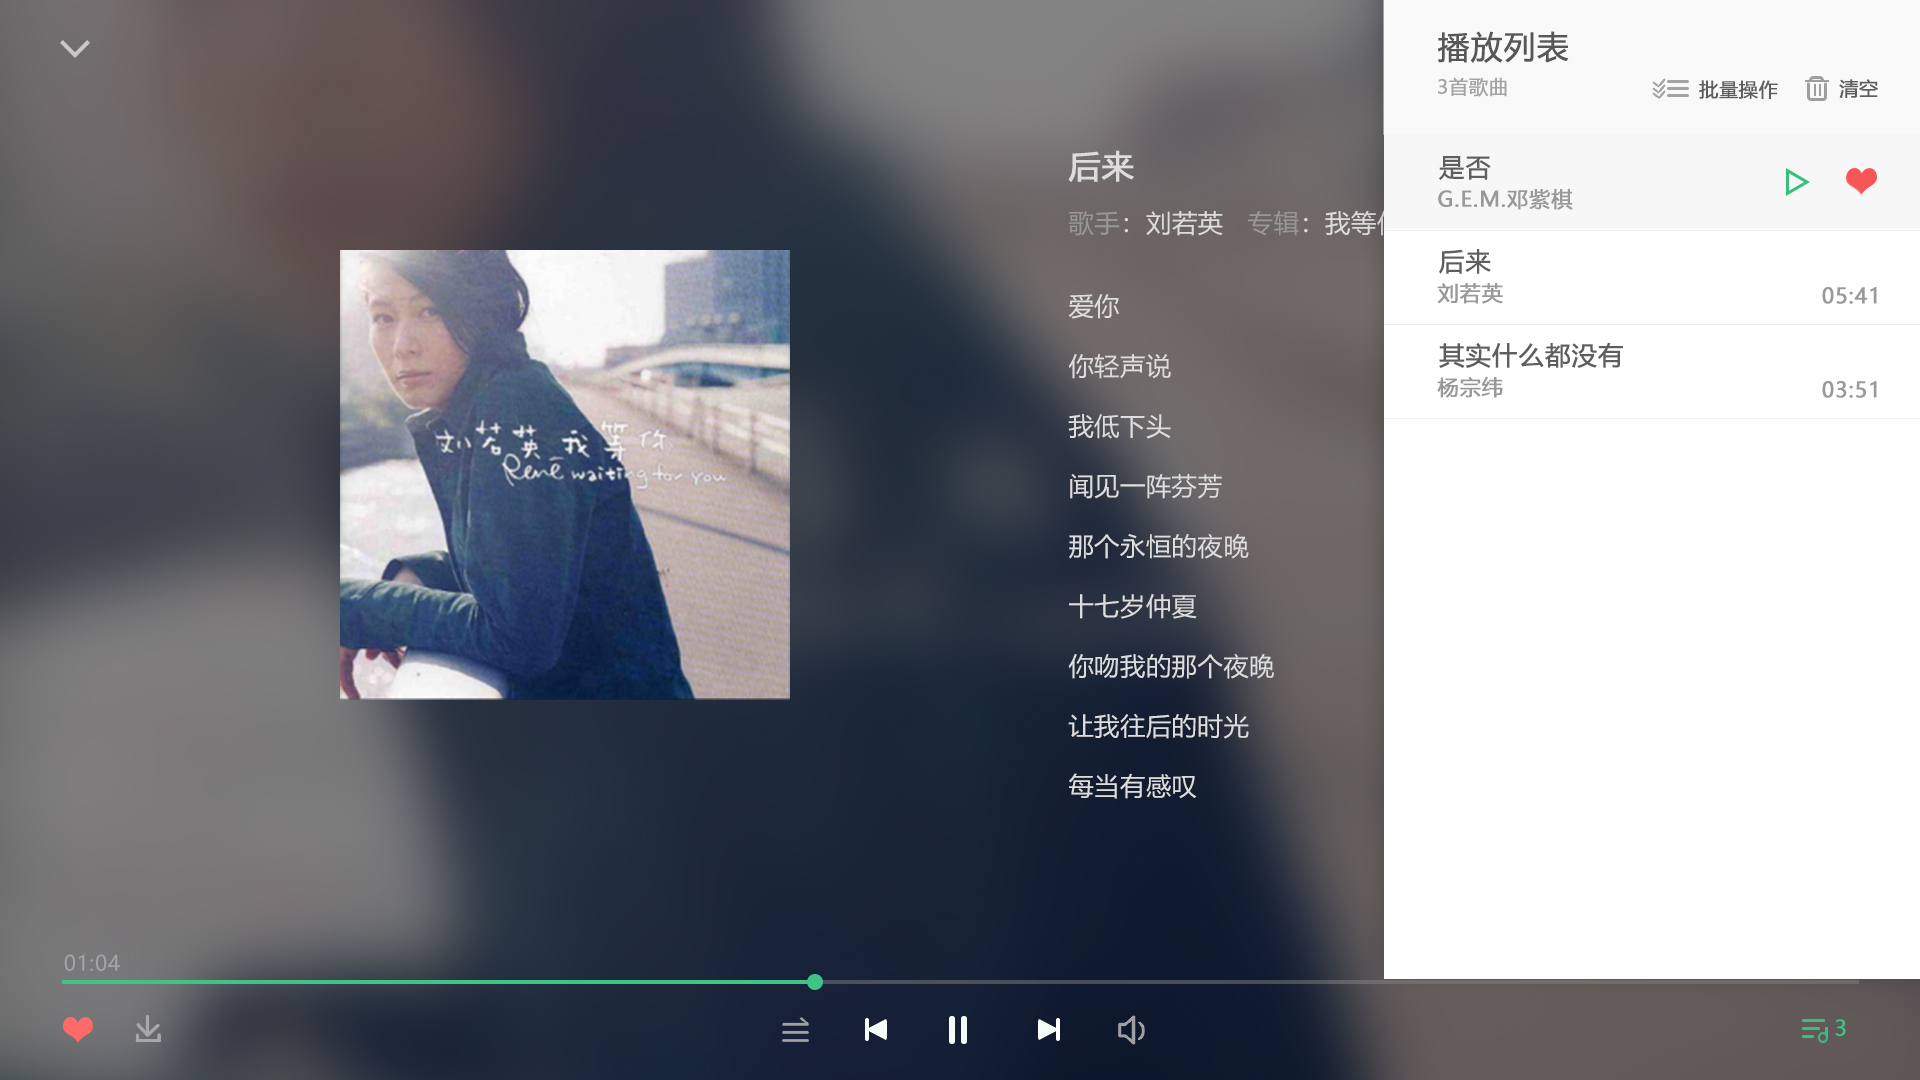 后来
歌手：刘若英 专辑：我等
爱你
你轻声说
我低下头
闻见一阵芬芳
那个永恒的夜晚
十七岁仲夏
你吻我的那个夜晚
让我往后的时光
每当有感叹
刘若英_我等你
René waiting for you
01:04
3
播放列表
3首歌曲
批量操作 清空
是否
G.E.M.邓紫棋
后来
刘若英
05:41
其实什么都没有
杨宗纬
03:51